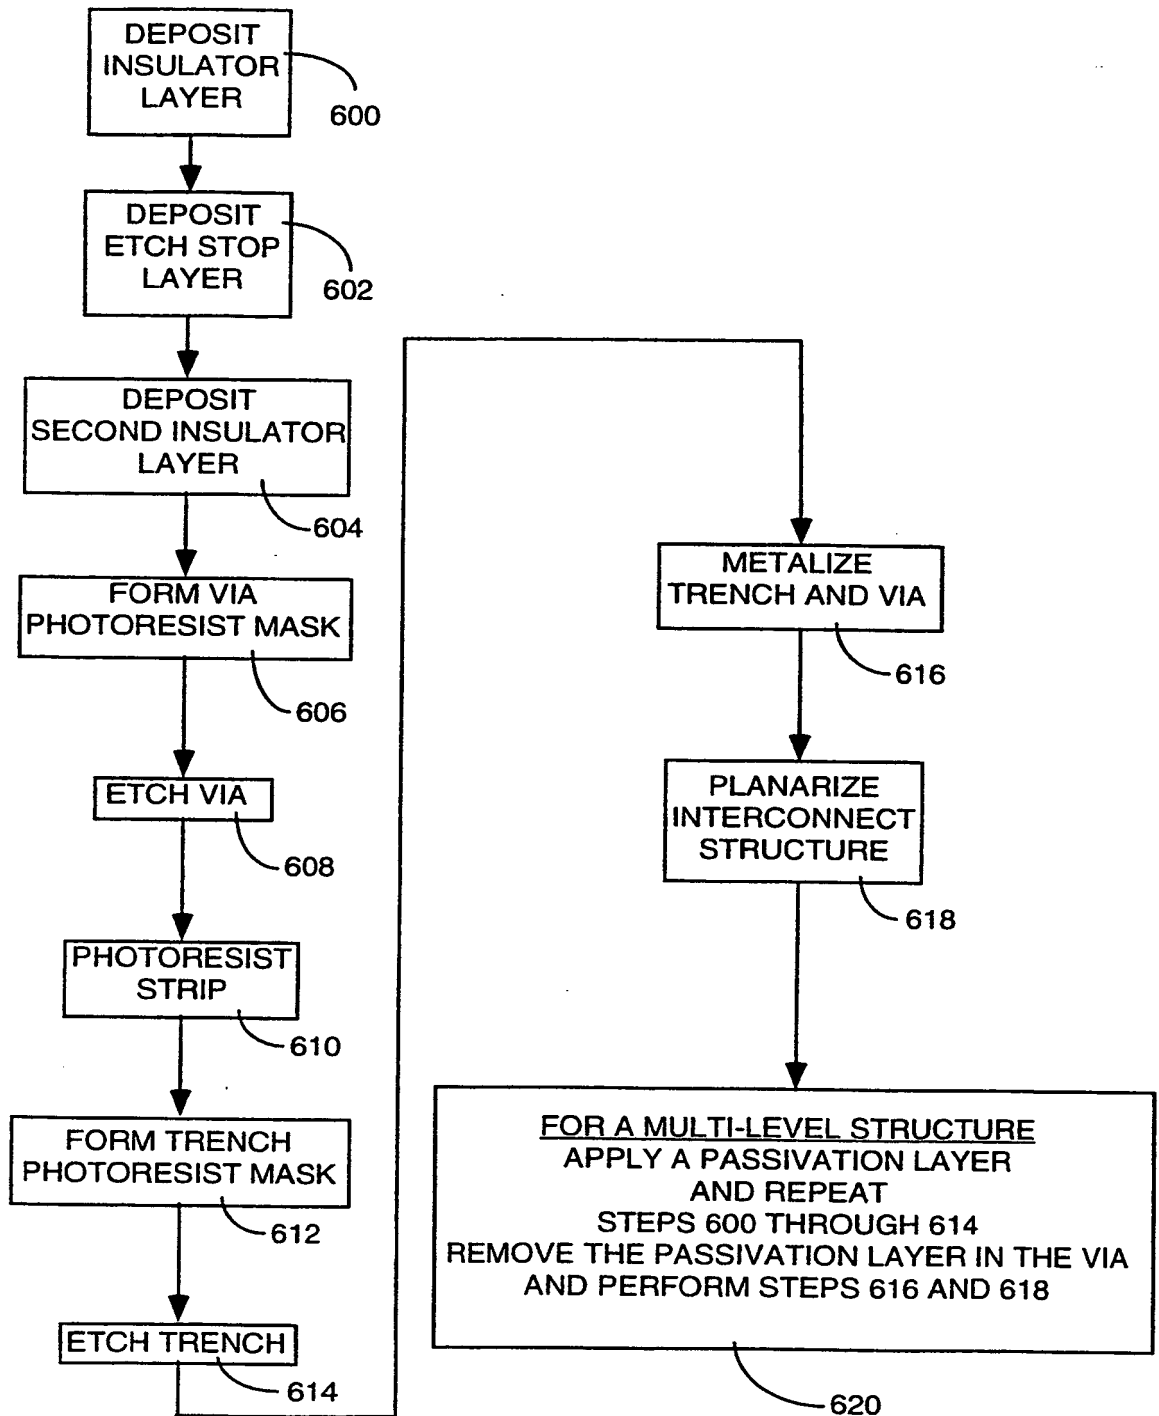 DEPOSIT
INSULATOR
LAYER
600
DEPOSIT
ETCH STOP
LAYER
602
DEPOSIT
SECOND INSULATOR
LAYER
604
FORM VIA
PHOTORESIST MASK
606
ETCH VIA
608
PHOTORESIST
STRIP
610
FORM TRENCH
PHOTORESIST MASK
612
ETCH TRENCH
614
METALIZE
TRENCH AND VIA
616
PLANARIZE
INTERCONNECT
STRUCTURE
618
FOR A MULTI-LEVEL STRUCTURE
APPLY A PASSIVATION LAYER
AND REPEAT
STEPS 600 THROUGH 614
REMOVE THE PASSIVATION LAYER IN THE VIA
AND PERFORM STEPS 616 AND 618
620